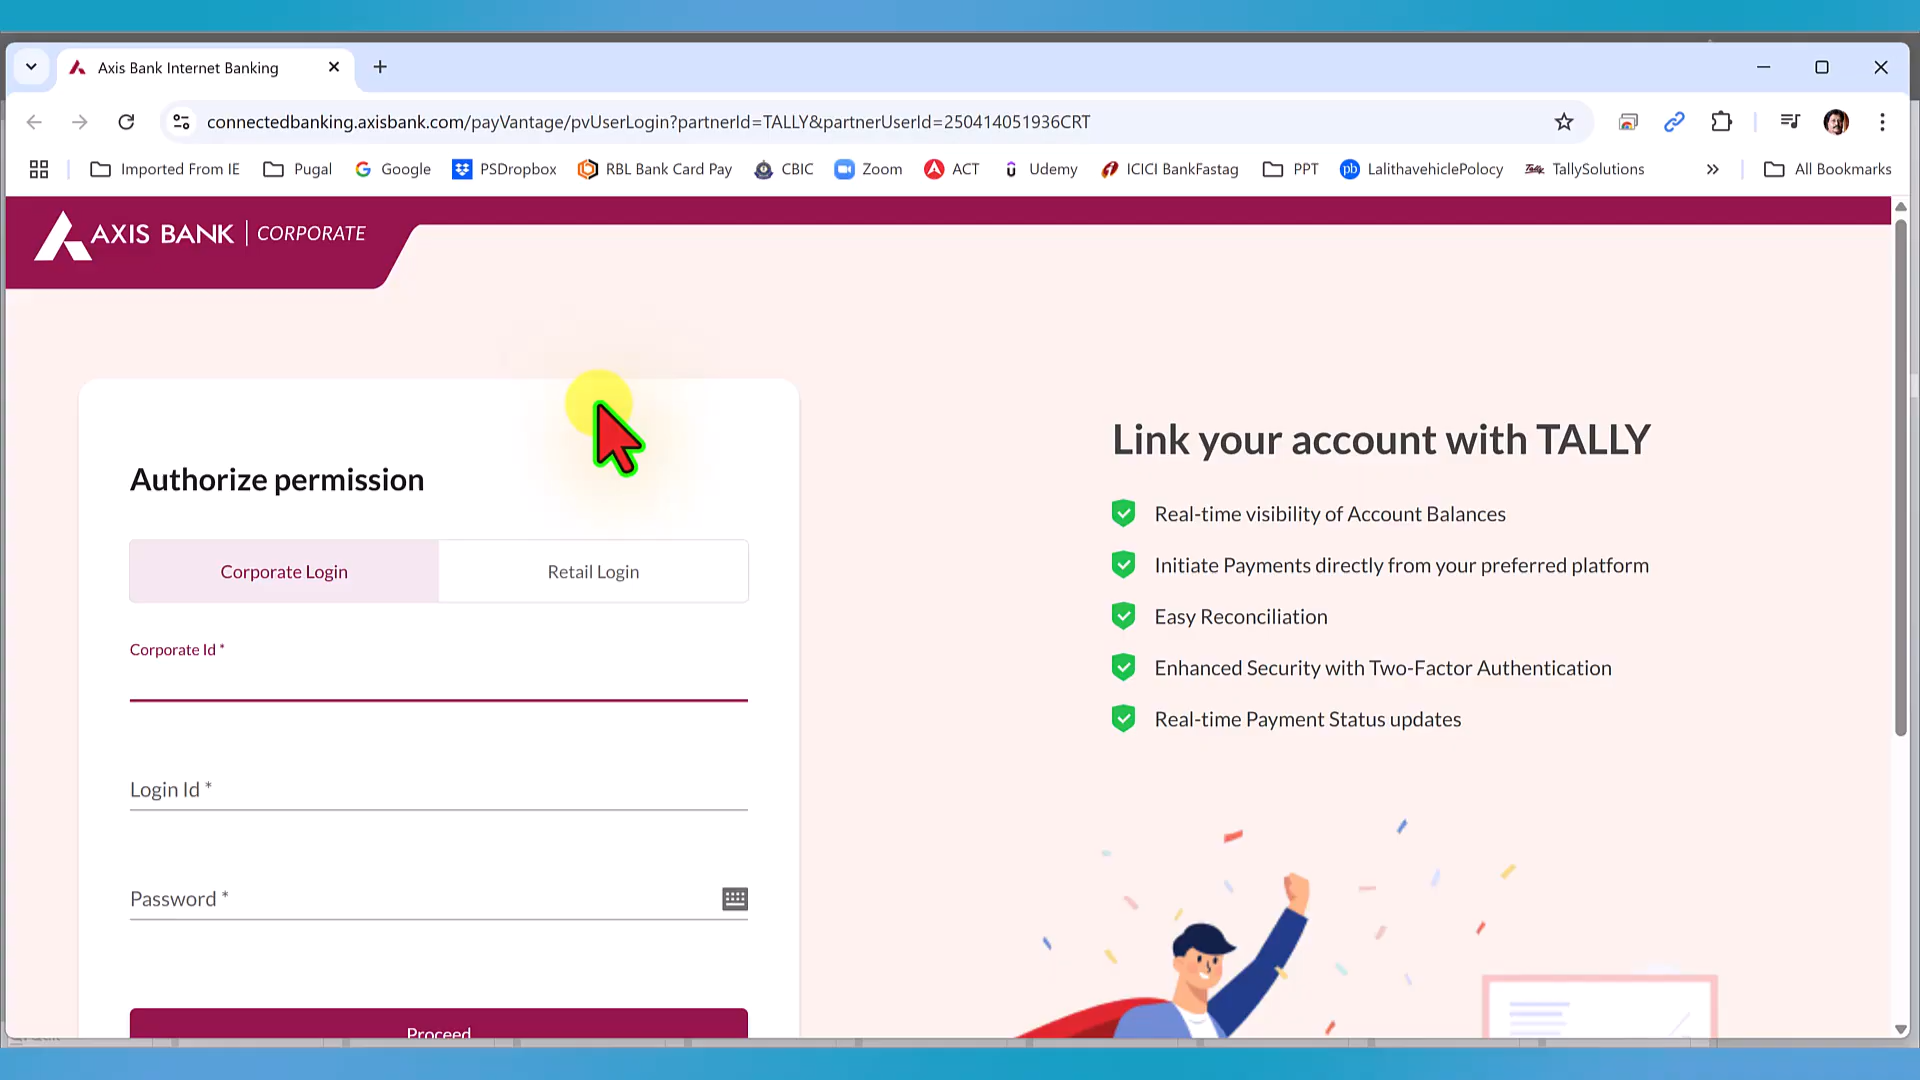 Axis Bank Internet Banking
connectedbanking.axisbank.com/payVantage/pvUserLogin?partnerId=TALLY&partnerUserId=250414051936CRT
Imported From IE Pugal Google PSDropbox RBL Bank Card Pay CBIC Zoom ACT Udemy ICICI BankFastag PPT pb LalithavehiclePolocy Tally TallySolutions All Bookmarks
AXIS BANK | CORPORATE
Authorize permission
Corporate Login Retail Login
Corporate Id *
Login Id *
Password *
Proceed
Link your account with TALLY
Real-time visibility of Account Balances
Initiate Payments directly from your preferred platform
Easy Reconciliation
Enhanced Security with Two-Factor Authentication
Real-time Payment Status updates